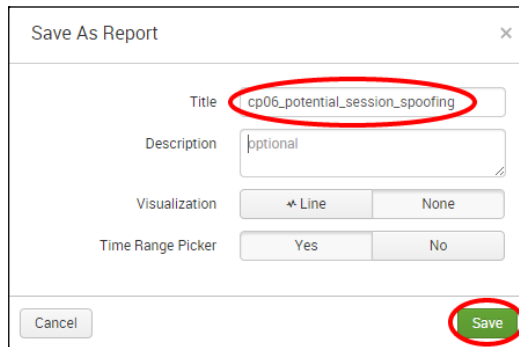 Save As Report ×
Title cp06_potential_session_spoofing
Description optional
Visualization Line None
Time Range Picker Yes No
Cancel Save